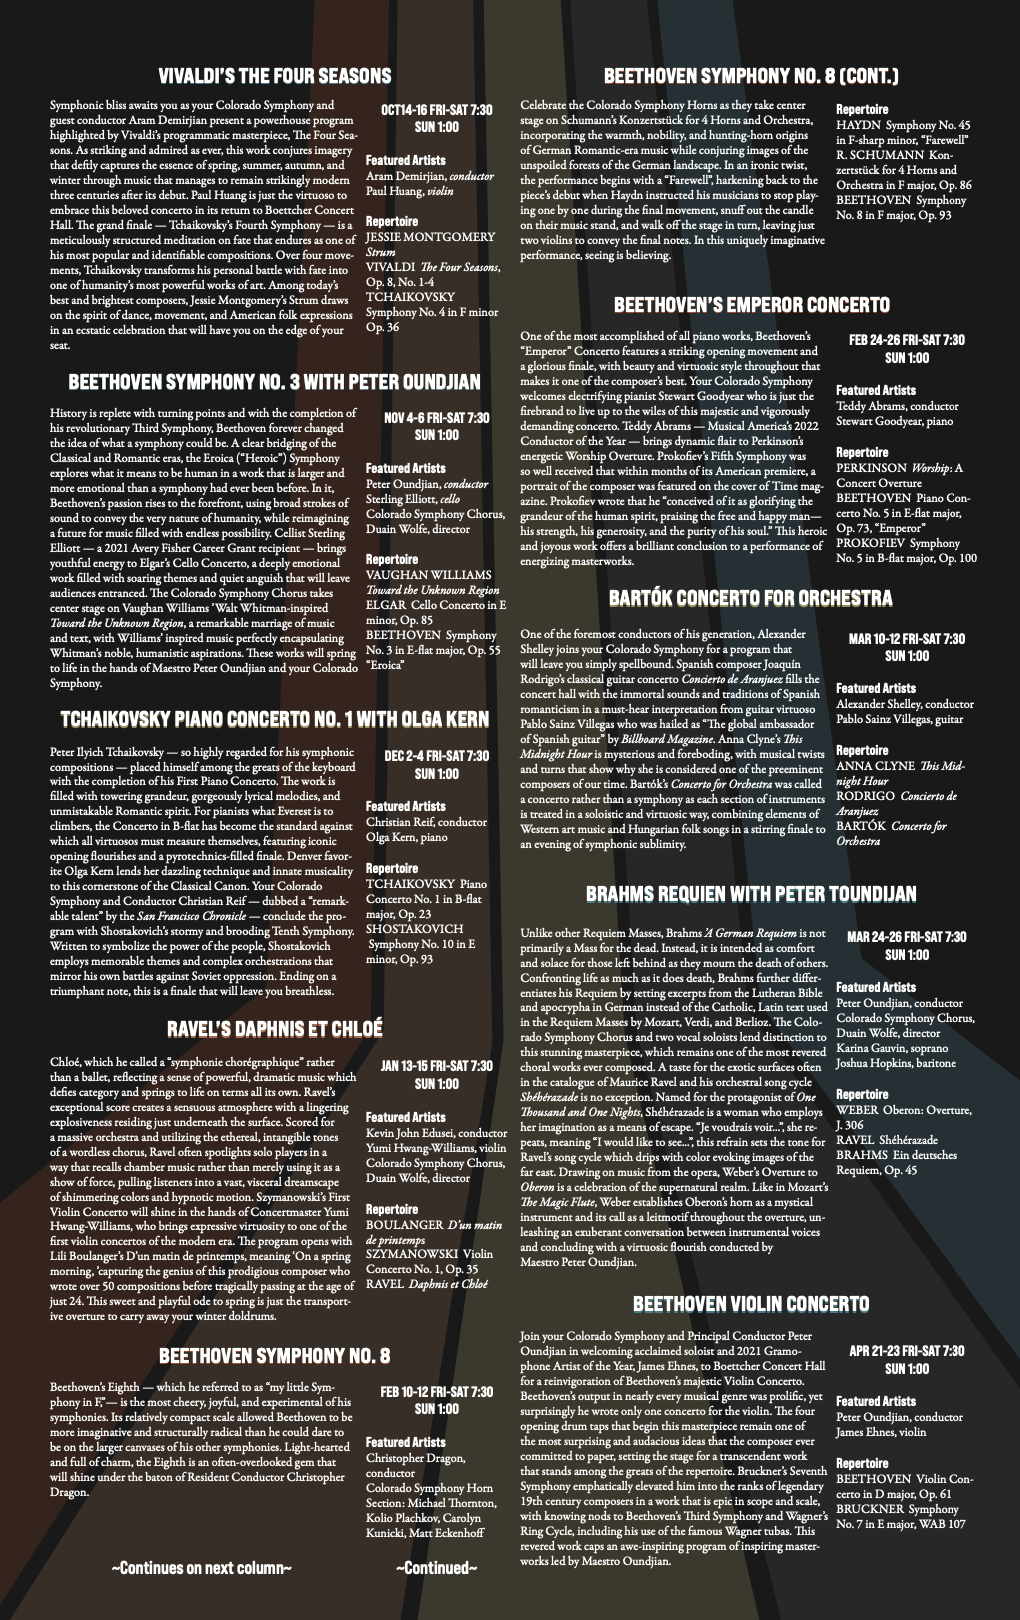 VIVALDI'S THE FOUR SEASONS
Symphonic bliss awaits you as your Colorado Symphony and
guest conductor Aram Demirjian present a powerhouse program
highlighted by Vivaldi's programmatic masterpiece, The Four Sea-
sons. As striking and admired as ever, this work conjures imagery
that deftly captures the essence of spring, summer, autumn, and
winter through music that manages to remain strikingly modern
three centuries after its debut. Paul Huang is just the virtuoso to
embrace this beloved concerto in its return to Boettcher Concert
Hall. The grand finale — Tchaikovsky's Fourth Symphony — is a
meticulously structured meditation on fate that endures as one of
his most popular and identifiable compositions. Over four move-
ments, Tchaikovsky transforms his personal battle with fate into
one of humanity's most powerful works of art. Among today's
best and brightest composers, Jessie Montgomery's Strum draws
on the spirit of dance, movement, and American folk expressions
in an ecstatic celebration that will have you on the edge of your
seat.
OCT14-16 FRI-SAT 7:30
SUN 1:00
Featured Artists
Aram Demirjian, conductor
Paul Huang, violin
Repertoire
JESSIE MONTGOMERY
Strum
VIVALDI The Four Seasons,
Op. 8, No. 1-4
TCHAIKOVSKY
Symphony No. 4 in F minor
Op. 36
BEETHOVEN SYMPHONY NO. 3 WITH PETER OUNDJIAN
History is replete with turning points and with the completion of
his revolutionary Third Symphony, Beethoven forever changed
the idea of what a symphony could be. A clear bridging of the
Classical and Romantic eras, the Eroica ("Heroic") Symphony
explores what it means to be human in a work that is larger and
more emotional than a symphony had ever been before. In it,
Beethoven's passion rises to the forefront, using broad strokes of
sound to convey the very nature of humanity, while reimagining
a future for music filled with endless possibility. Cellist Sterling
Elliott — a 2021 Avery Fisher Career Grant recipient — brings
youthful energy to Elgar's Cello Concerto, a deeply emotional
work filled with soaring themes and quiet anguish that will leave
audiences entranced. The Colorado Symphony Chorus takes
center stage on Vaughan Williams 'Walt Whitman-inspired
Toward the Unknown Region, a remarkable marriage of music
and text, with Williams' inspired music perfectly encapsulating
Whitman's noble, humanistic aspirations. These works will spring
to life in the hands of Maestro Peter Oundjian and your Colorado
Symphony.
NOV 4-6 FRI-SAT 7:30
SUN 1:00
Featured Artists
Peter Oundjian, conductor
Sterling Elliott, cello
Colorado Symphony Chorus,
Duain Wolfe, director
Repertoire
VAUGHAN WILLIAMS
Toward the Unknown Region
ELGAR Cello Concerto in E
minor, Op. 85
BEETHOVEN Symphony
No. 3 in E-flat major, Op. 55
"Eroica"
TCHAIKOVSKY PIANO CONCERTO NO. 1 WITH OLGA KERN
Peter Ilyich Tchaikovsky — so highly regarded for his symphonic
compositions — placed himself among the greats of the keyboard
with the completion of his First Piano Concerto. The work is
filled with towering grandeur, gorgeously lyrical melodies, and
unmistakable Romantic spirit. For pianists what Everest is to
climbers, the Concerto in B-flat has become the standard against
which all virtuosos must measure themselves, featuring iconic
opening flourishes and a pyrotechnics-filled finale. Denver favor-
ite Olga Kern lends her dazzling technique and innate musicality
to this cornerstone of the Classical Canon. Your Colorado
Symphony and Conductor Christian Reif — dubbed a "remark-
able talent" by the San Francisco Chronicle — conclude the pro-
gram with Shostakovich's stormy and brooding Tenth Symphony.
Written to symbolize the power of the people, Shostakovich
employs memorable themes and complex orchestrations that
mirror his own battles against Soviet oppression. Ending on a
triumphant note, this is a finale that will leave you breathless.
DEC 2-4 FRI-SAT 7:30
SUN 1:00
Featured Artists
Christian Reif, conductor
Olga Kern, piano
Repertoire
TCHAIKOVSKY Piano
Concerto No. 1 in B-flat
major, Op. 23
SHOSTAKOVICH
Symphony No. 10 in E
minor, Op. 93
RAVEL'S DAPHNIS ET CHLOÉ
Chloé, which he called a "symphonie chorégraphique" rather
than a ballet, reflecting a sense of powerful, dramatic music which
defies category and springs to life on terms all its own. Ravel's
exceptional score creates a sensuous atmosphere with a lingering
explosiveness residing just underneath the surface. Scored for
a massive orchestra and utilizing the ethereal, intangible tones
of a wordless chorus, Ravel often spotlights solo players in a
way that recalls chamber music rather than merely using it as a
show of force, pulling listeners into a vast, visceral dreamscape
of shimmering colors and hypnotic motion. Szymanowski's First
Violin Concerto will shine in the hands of Concertmaster Yumi
Hwang-Williams, who brings expressive virtuosity to one of the
first violin concertos of the modern era. The program opens with
Lili Boulanger's D'un matin de printemps, meaning 'On a spring
morning, 'capturing the genius of this prodigious composer who
wrote over 50 compositions before tragically passing at the age of
just 24. This sweet and playful ode to spring is just the transport-
ive overture to carry away your winter doldrums.
JAN 13-15 FRI-SAT 7:30
SUN 1:00
Featured Artists
Kevin John Edusei, conductor
Yumi Hwang-Williams, violin
Colorado Symphony Chorus,
Duain Wolfe, director
Repertoire
BOULANGER D'un matin
de printemps
SZYMANOWSKI Violin
Concerto No. 1, Op. 35
RAVEL Daphnis et Chloé
BEETHOVEN SYMPHONY NO. 8
Beethoven's Eighth — which he referred to as "my little Sym-
phony in F,"— is the most cheery, joyful, and experimental of his
symphonies. Its relatively compact scale allowed Beethoven to be
more imaginative and structurally radical than he could dare to
be on the larger canvases of his other symphonies. Light-hearted
and full of charm, the Eighth is an often-overlooked gem that
will shine under the baton of Resident Conductor Christopher
Dragon.
FEB 10-12 FRI-SAT 7:30
SUN 1:00
Featured Artists
Christopher Dragon,
conductor
Colorado Symphony Horn
Section: Michael Thornton,
Kolio Plachkov, Carolyn
Kunicki, Matt Eckenhoff
~Continues on next column~
~Continued~
BEETHOVEN SYMPHONY NO. 8 (CONT.)
Celebrate the Colorado Symphony Horns as they take center
stage on Schumann's Konzertstück for 4 Horns and Orchestra,
incorporating the warmth, nobility, and hunting-horn origins
of German Romantic-era music while conjuring images of the
unspoiled forests of the German landscape. In an iconic twist,
the performance begins with a "Farewell", harkening back to the
piece's debut when Haydn instructed his musicians to stop play-
ing one by one during the final movement, snuff out the candle
on their music stand, and walk off the stage in turn, leaving just
two violins to convey the final notes. In this uniquely imaginative
performance, seeing is believing.
Repertoire
HAYDN Symphony No. 45
in F-sharp minor, "Farewell"
R. SCHUMANN Kon-
zertstück for 4 Horns and
Orchestra in F major, Op. 86
BEETHOVEN Symphony
No. 8 in F major, Op. 93
BEETHOVEN'S EMPEROR CONCERTO
One of the most accomplished of all piano works, Beethoven's
"Emperor" Concerto features a striking opening movement and
a glorious finale, with beauty and virtuosic style throughout that
makes it one of the composer's best. Your Colorado Symphony
welcomes electrifying pianist Stewart Goodyear who is just the
firebrand to live up to the wiles of this majestic and vigorously
demanding concerto. Teddy Abrams — Musical America's 2022
Conductor of the Year — brings dynamic flair to Perkinson's
energetic Worship Overture. Prokofiev's Fifth Symphony was
so well received that within months of its American premiere, a
portrait of the composer was featured on the cover of Time mag-
azine. Prokofiev wrote that he "conceived of it as glorifying the
grandeur of the human spirit, praising the free and happy man—
his strength, his generosity, and the purity of his soul." This heroic
and joyous work offers a brilliant conclusion to a performance of
energizing masterworks.
FEB 24-26 FRI-SAT 7:30
SUN 1:00
Featured Artists
Teddy Abrams, conductor
Stewart Goodyear, piano
Repertoire
PERKINSON Worship: A
Concert Overture
BEETHOVEN Piano Con-
certo No. 5 in E-flat major,
Op. 73, "Emperor"
PROKOFIEV Symphony
No. 5 in B-flat major, Op. 100
BARTÓK CONCERTO FOR ORCHESTRA
One of the foremost conductors of his generation, Alexander
Shelley joins your Colorado Symphony for a program that
will leave you simply spellbound. Spanish composer Joaquín
Rodrigo's classical guitar concerto Concierto de Aranjuez fills the
concert hall with the immortal sounds and traditions of Spanish
romanticism in a must-hear interpretation from guitar virtuoso
Pablo Sainz Villegas who was hailed as "The global ambassador
of Spanish guitar" by Billboard Magazine. Anna Clyne's This
Midnight Hour is mysterious and foreboding, with musical twists
and turns that show why she is considered one of the preeminent
composers of our time. Bartók's Concerto for Orchestra was called
a concerto rather than a symphony as each section of instruments
is treated in a soloistic and virtuosic way, combining elements of
Western art music and Hungarian folk songs in a stirring finale to
an evening of symphonic sublimity.
MAR 10-12 FRI-SAT 7:30
SUN 1:00
Featured Artists
Alexander Shelley, conductor
Pablo Sainz Villegas, guitar
Repertoire
ANNA CLYNE This Mid-
night Hour
RODRIGO Concierto de
Aranjuez
BARTÓK Concerto for
Orchestra
BRAHMS REQUIEN WITH PETER TOUNDIJAN
Unlike other Requiem Masses, Brahms 'A German Requiem is not
primarily a Mass for the dead. Instead, it is intended as comfort
and solace for those left behind as they mourn the death of others.
Confronting life as much as it does death, Brahms further differ-
entiates his Requiem by setting excerpts from the Lutheran Bible
and apocrypha in German instead of the Catholic, Latin text used
in the Requiem Masses by Mozart, Verdi, and Berlioz. The Colo-
rado Symphony Chorus and two vocal soloists lend distinction to
this stunning masterpiece, which remains one of the most revered
choral works ever composed. A taste for the exotic surfaces often
in the catalogue of Maurice Ravel and his orchestral song cycle
Shéhérazade is no exception. Named for the protagonist of One
Thousand and One Nights, Shéhérazade is a woman who employs
her imagination as a means of escape. "Je voudrais voir...", she re-
peats, meaning "I would like to see...", this refrain sets the tone for
Ravel's song cycle which drips with color evoking images of the
far east. Drawing on music from the opera, Weber's Overture to
Oberon is a celebration of the supernatural realm. Like in Mozart's
The Magic Flute, Weber establishes Oberon's horn as a mystical
instrument and its call as a leitmotif throughout the overture, un-
leashing an exuberant conversation between instrumental voices
and concluding with a virtuosic flourish conducted by
Maestro Peter Oundjian.
MAR 24-26 FRI-SAT 7:30
SUN 1:00
Featured Artists
Peter Oundjian, conductor
Colorado Symphony Chorus,
Duain Wolfe, director
Karina Gauvin, soprano
Joshua Hopkins, baritone
Repertoire
WEBER Oberon: Overture,
J. 306
RAVEL Shéhérazade
BRAHMS Ein deutsches
Requiem, Op. 45
BEETHOVEN VIOLIN CONCERTO
Join your Colorado Symphony and Principal Conductor Peter
Oundjian in welcoming acclaimed soloist and 2021 Gramo-
phone Artist of the Year, James Ehnes, to Boettcher Concert Hall
for a reinvigoration of Beethoven's majestic Violin Concerto.
Beethoven's output in nearly every musical genre was prolific, yet
surprisingly he wrote only one concerto for the violin. The four
opening drum taps that begin this masterpiece remain one of
the most surprising and audacious ideas that the composer ever
committed to paper, setting the stage for a transcendent work
that stands among the greats of the repertoire. Bruckner's Seventh
Symphony emphatically elevated him into the ranks of legendary
19th century composers in a work that is epic in scope and scale,
with knowing nods to Beethoven's Third Symphony and Wagner's
Ring Cycle, including his use of the famous Wagner tubas. This
revered work caps an awe-inspiring program of inspiring master-
works led by Maestro Oundjian.
APR 21-23 FRI-SAT 7:30
SUN 1:00
Featured Artists
Peter Oundjian, conductor
James Ehnes, violin
Repertoire
BEETHOVEN Violin Con-
certo in D major, Op. 61
BRUCKNER Symphony
No. 7 in E major, WAB 107